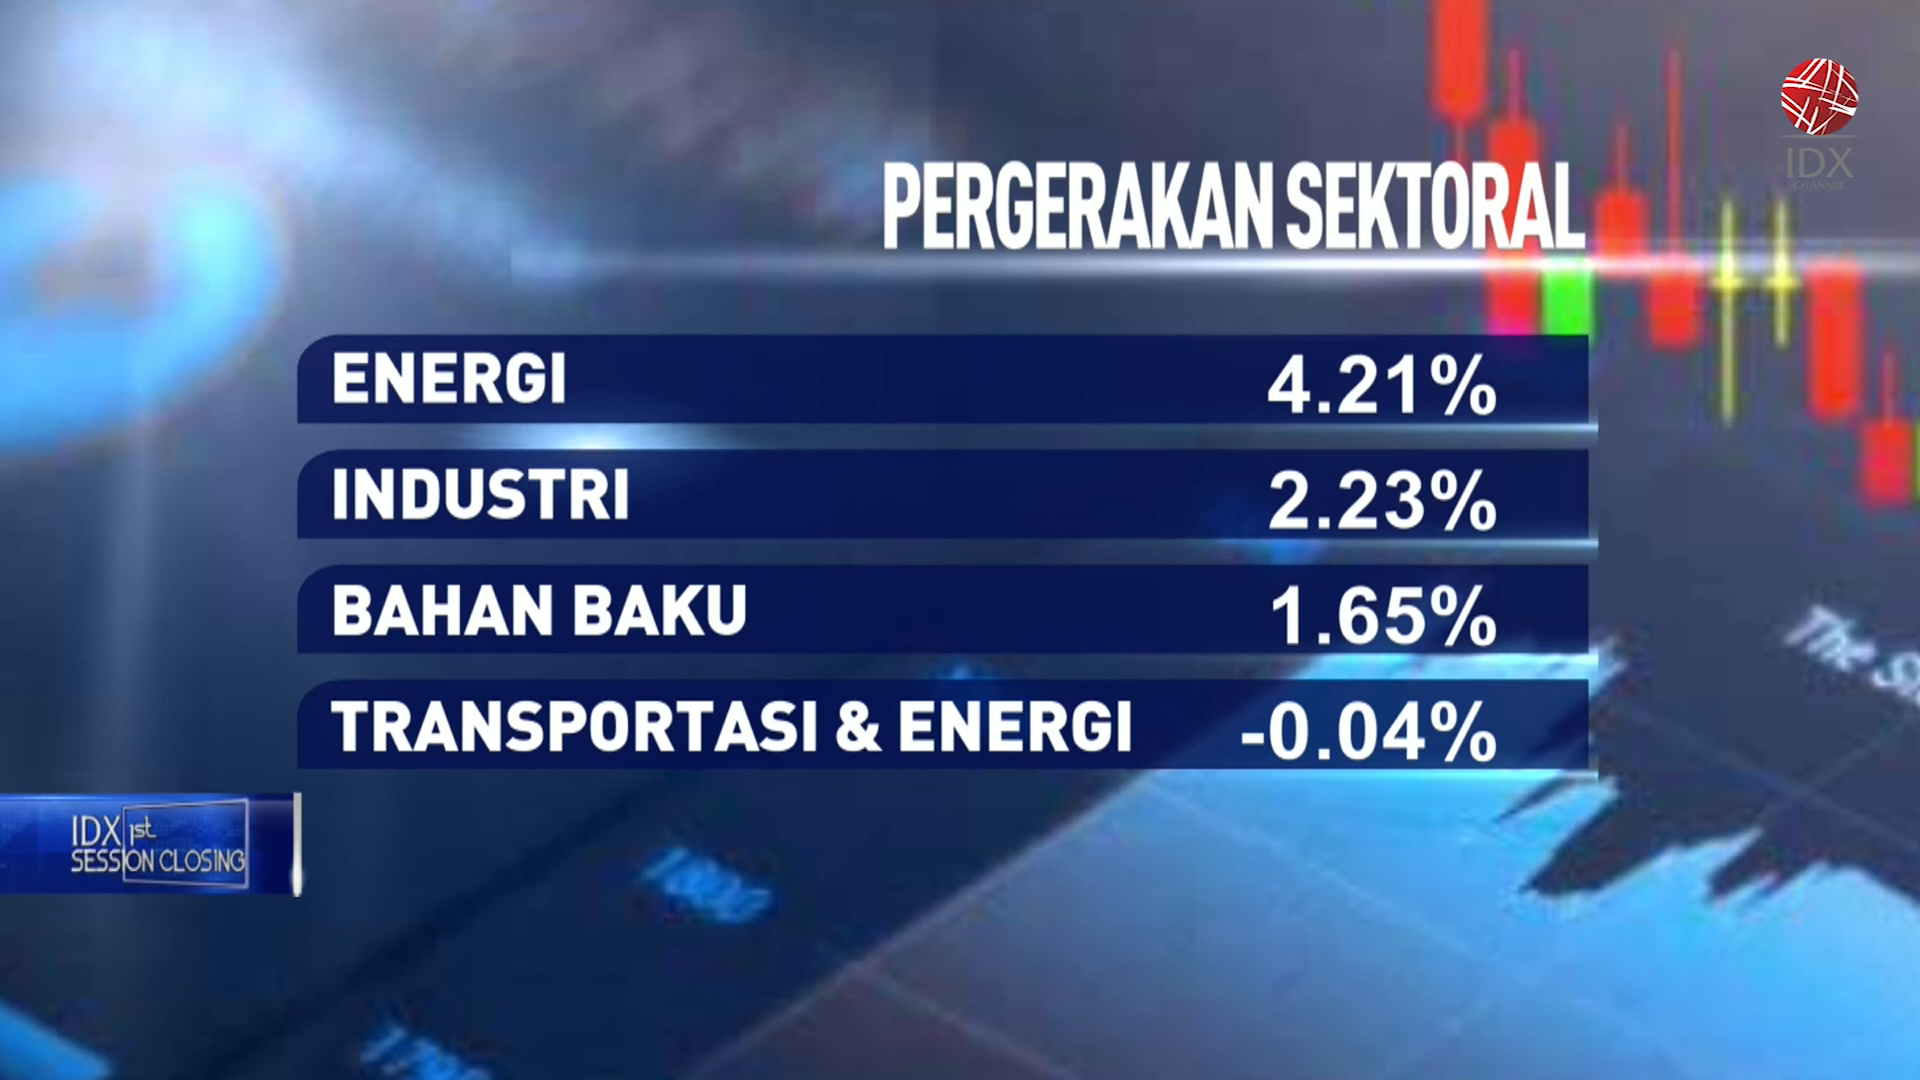 IDX
CHANNEL
PERGERAKAN SEKTORAL
ENERGI 4.21%
INDUSTRI 2.23%
BAHAN BAKU 1.65%
TRANSPORTASI & ENERGI -0.04%
The
IDX 1st
SESSION CLOSING